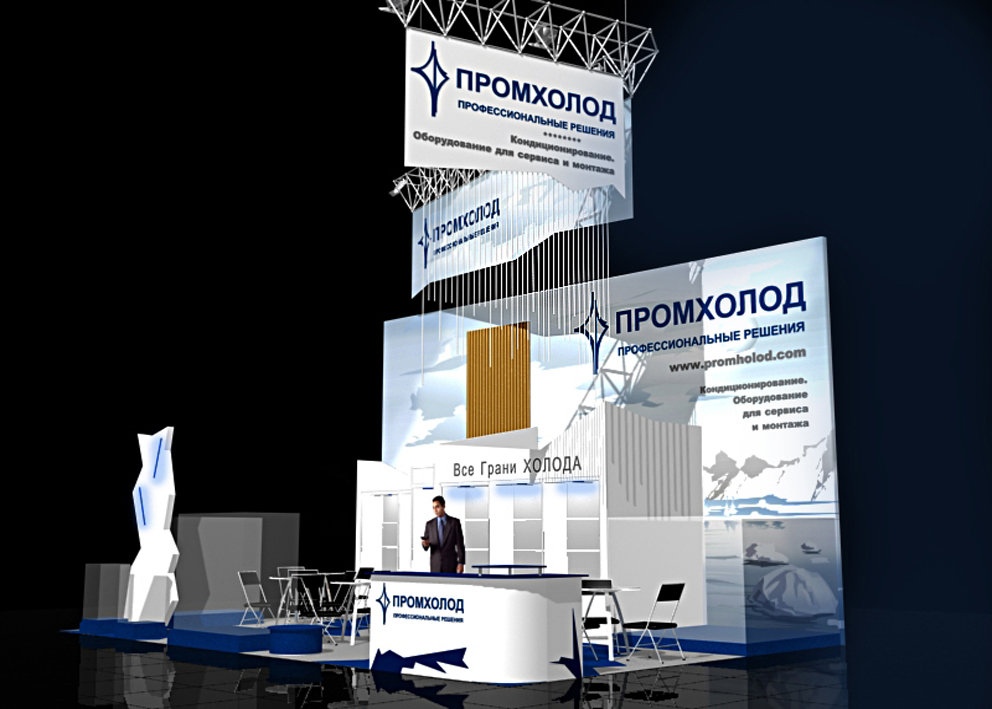 ПРОМХОЛОД
ПРОФЕССИОНАЛЬНЫЕ РЕШЕНИЯ
********
Кондиционирование.
Оборудование для сервиса и монтажа
ПРОМХОЛОД
ПРОФЕССИОНАЛЬНЫЕ РЕШЕНИЯ
ПРОМХОЛОД
ПРОФЕССИОНАЛЬНЫЕ РЕШЕНИЯ
www.promholod.com
Кондиционирование.
Оборудование
для сервиса
и монтажа
Все Грани ХОЛОДА
ПРОМХОЛОД
ПРОФЕССИОНАЛЬНЫЕ РЕШЕНИЯ